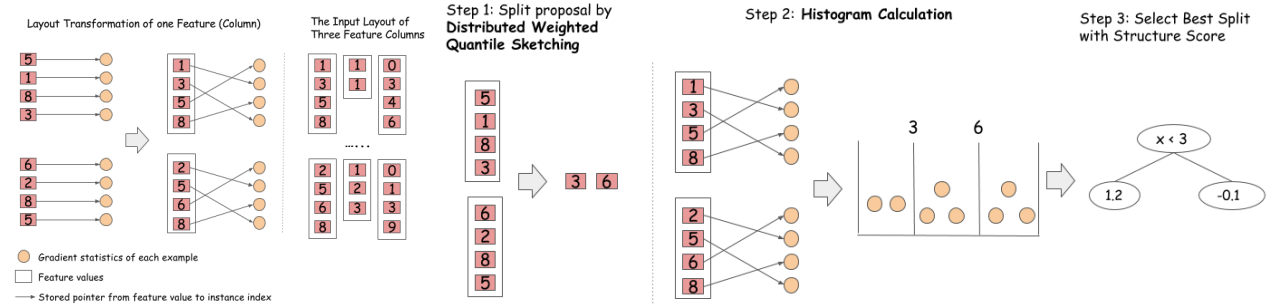 Layout Transformation of one Feature (Column)
5
1
8
3
1
3
5
8
6
2
8
5
2
5
6
8
Gradient statistics of each example
Feature values
Stored pointer from feature value to instance index
The Input Layout of
Three Feature Columns
1 1 0
3 1 3
5 4
8 6
......
2 1 0
5 2 1
6 3 3
8 9
Step 1: Split proposal by
Distributed Weighted
Quantile Sketching
5
1
8
3
6
2
8
5
3 6
Step 2: Histogram Calculation
1
3
5
8
2
5
6
8
3 6
Step 3: Select Best Split
with Structure Score
x < 3
1.2 -0.1